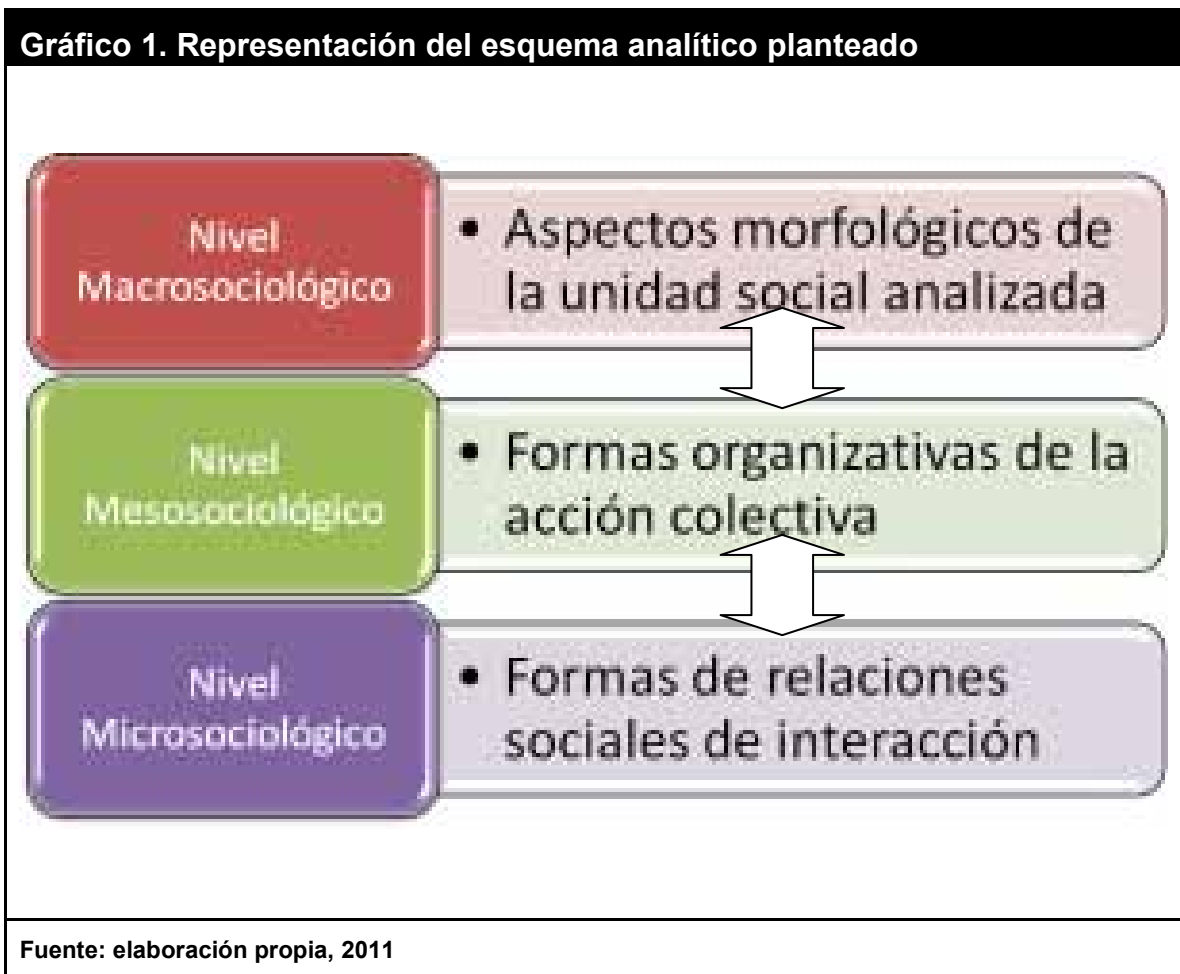 Gráfico 1. Representación del esquema analítico planteado
Nivel
Macrosociológico
• Aspectos morfológicos de
la unidad social analizada
Nivel
Mesosociológico
• Formas organizativas de la
acción colectiva
Nivel
Microsociológico
• Formas de relaciones
sociales de interacción
Fuente: elaboración propia, 2011